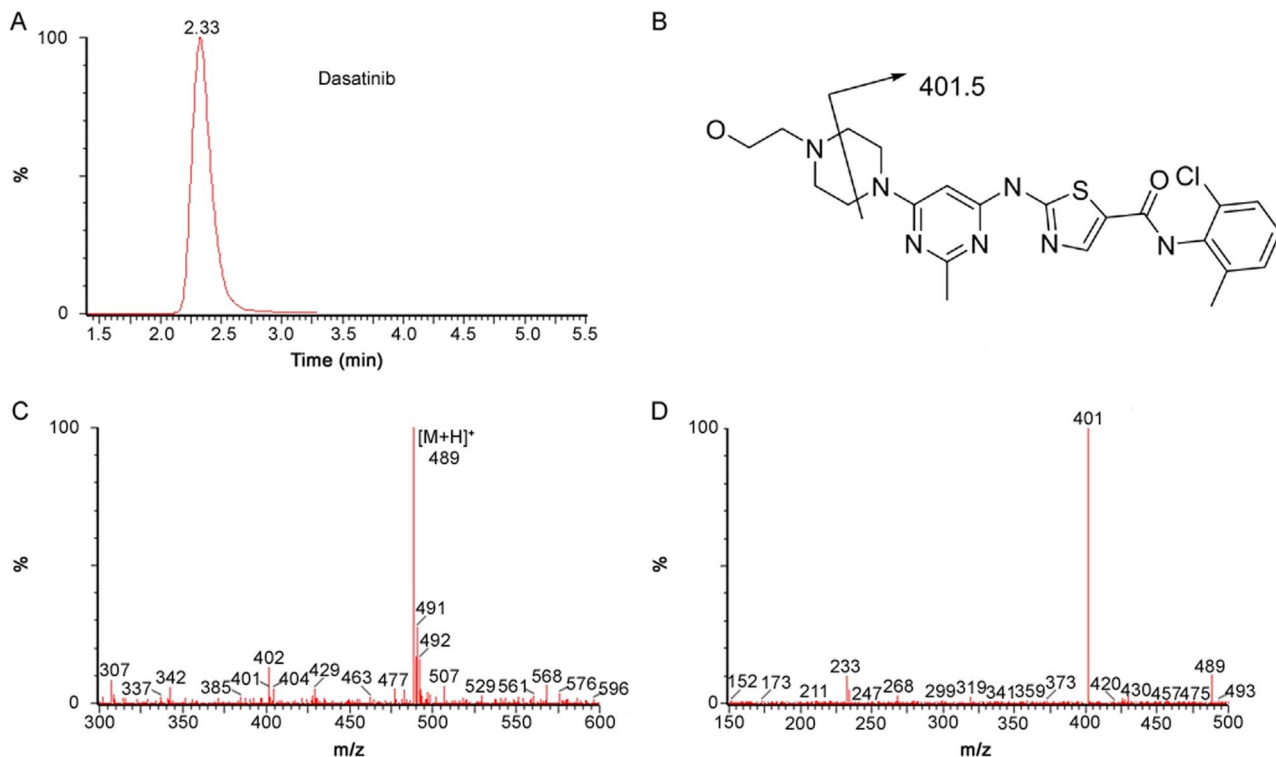 A
100
2.33
Dasatinib
%
0
1.5 2.0 2.5 3.0 3.5 4.0 4.5 5.0 5.5
Time (min)
B
401.5
O
N
N
N
N
N
S
N
O
N
Cl
C
100
[M+H]+
489
491
492
%
307
337
342
385
401
402
404
429
463
477
507
529
561
568
576
596
0
300 350 400 450 500 550 600
m/z
D
100
401
%
152
173
211
233
247
268
299
319
341
359
373
420
430
457
475
489
493
0
150 200 250 300 350 400 450 500
m/z